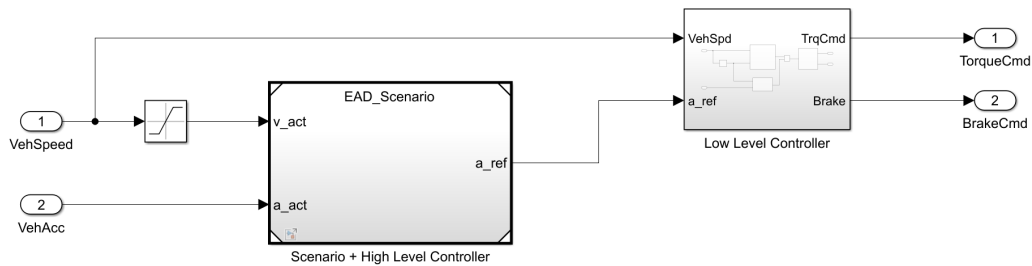 VehSpd
TrqCmd
1
TorqueCmd
EAD_Scenario
a_ref
Brake
2
BrakeCmd
1
VehSpeed
v_act
Low Level Controller
a_ref
2
VehAcc
a_act
Scenario + High Level Controller